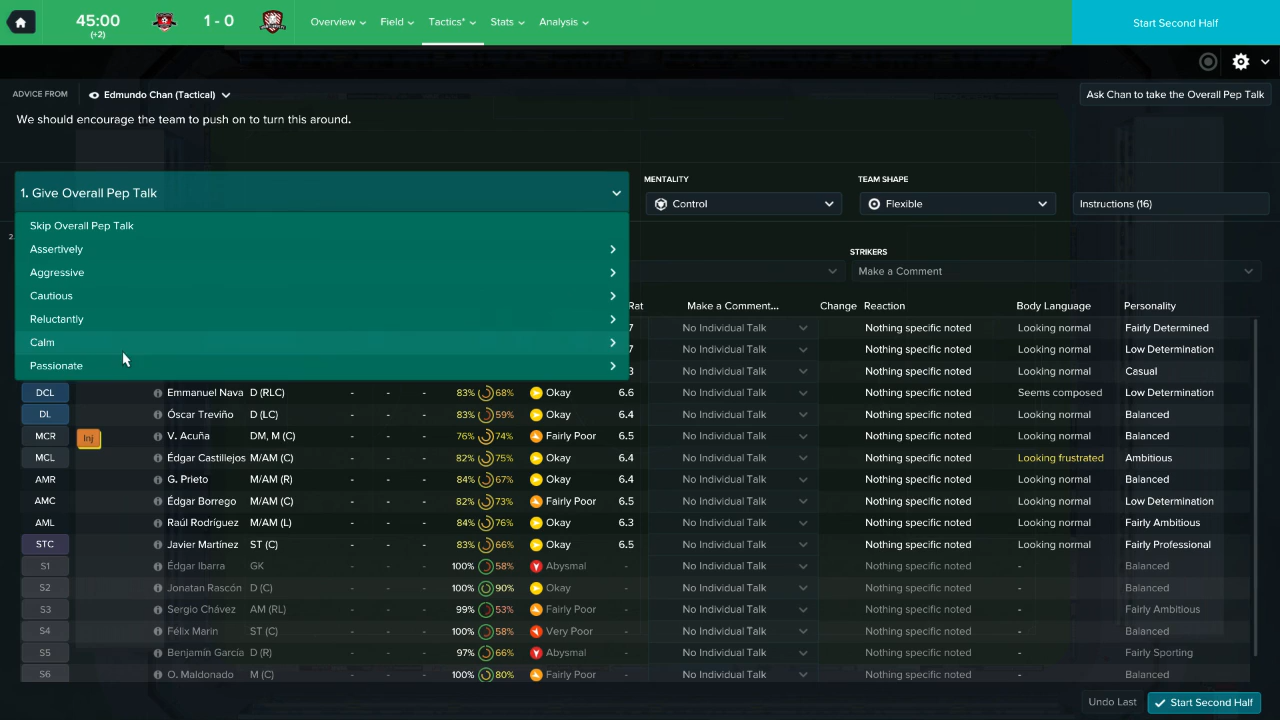 45:00
(+2)
1 - 0
Overview
Field
Tactics*
Stats
Analysis
Start Second Half
ADVICE FROM
Edmundo Chan (Tactical)
Ask Chan to take the Overall Pep Talk
We should encourage the team to push on to turn this around.
1. Give Overall Pep Talk
MENTALITY
Control
TEAM SHAPE
Flexible
Instructions (16)
Skip Overall Pep Talk
Assertively
Aggressive
Cautious
Reluctantly
Calm
Passionate
2.
STRIKERS
Make a Comment
Rat Make a Comment... Change Reaction Body Language Personality
7 No Individual Talk Nothing specific noted Looking normal Fairly Determined
7 No Individual Talk Nothing specific noted Looking normal Low Determination
3 No Individual Talk Nothing specific noted Looking normal Casual
DCL Emmanuel Nava D (RLC) - - - 83% 68% Okay 6.6 No Individual Talk Nothing specific noted Seems composed Low Determination
DL Óscar Treviño D (LC) - - - 83% 59% Okay 6.4 No Individual Talk Nothing specific noted Looking normal Balanced
MCR Inj V. Acuña DM, M (C) - - - 76% 74% Fairly Poor 6.5 No Individual Talk Nothing specific noted Looking normal Balanced
MCL Édgar Castillejos M/AM (C) - - - 82% 75% Okay 6.4 No Individual Talk Nothing specific noted Looking frustrated Ambitious
AMR G. Prieto M/AM (R) - - - 84% 67% Okay 6.4 No Individual Talk Nothing specific noted Looking normal Balanced
AMC Édgar Borrego M/AM (C) - - - 82% 73% Fairly Poor 6.5 No Individual Talk Nothing specific noted Looking normal Low Determination
AML Raúl Rodríguez M/AM (L) - - - 84% 76% Okay 6.3 No Individual Talk Nothing specific noted Looking normal Fairly Ambitious
STC Javier Martínez ST (C) - - - 83% 66% Okay 6.5 No Individual Talk Nothing specific noted Looking normal Fairly Professional
S1 Édgar Ibarra GK - - - 100% 58% Abysmal - No Individual Talk Nothing specific noted - Balanced
S2 Jonatan Rascón D (C) - - - 100% 90% Okay - No Individual Talk Nothing specific noted - Balanced
S3 Sergio Chávez AM (RL) - - - 99% 53% Fairly Poor - No Individual Talk Nothing specific noted - Fairly Ambitious
S4 Félix Marin ST (C) - - - 100% 58% Very Poor - No Individual Talk Nothing specific noted - Balanced
S5 Benjamín García D (R) - - - 97% 66% Abysmal - No Individual Talk Nothing specific noted - Fairly Sporting
S6 O. Maldonado M (C) - - - 100% 80% Fairly Poor - No Individual Talk Nothing specific noted - Balanced
Undo Last
Start Second Half